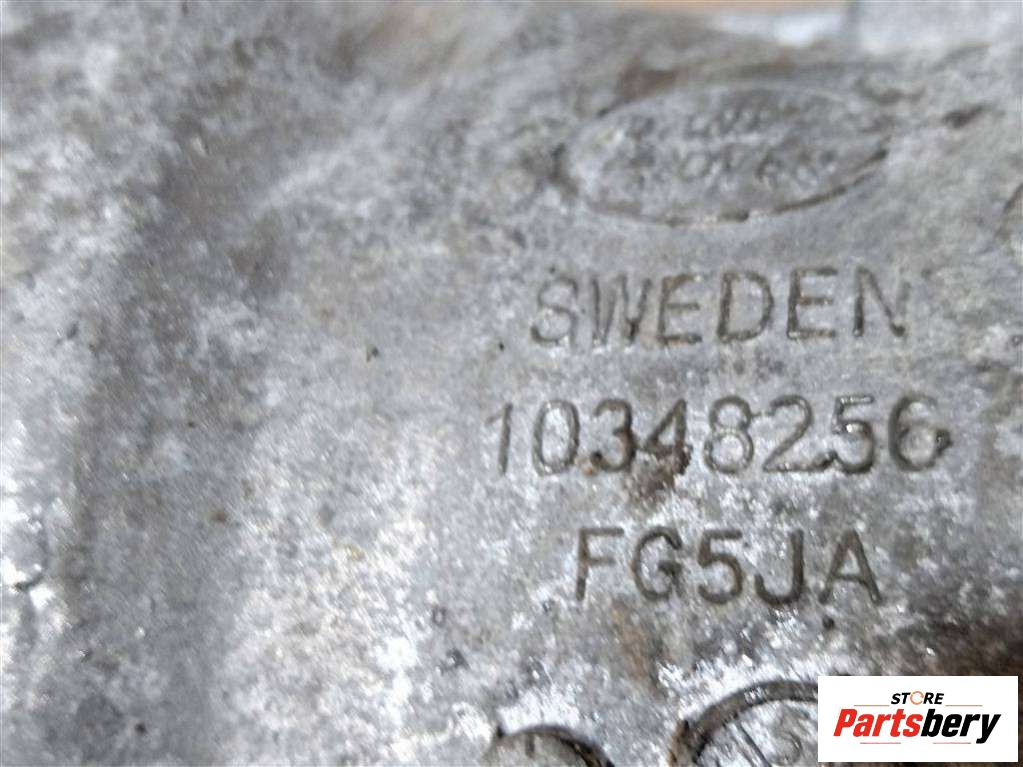 LAND
ROVER
SWEDEN
10348256
FG5JA
STORE
Partsbery